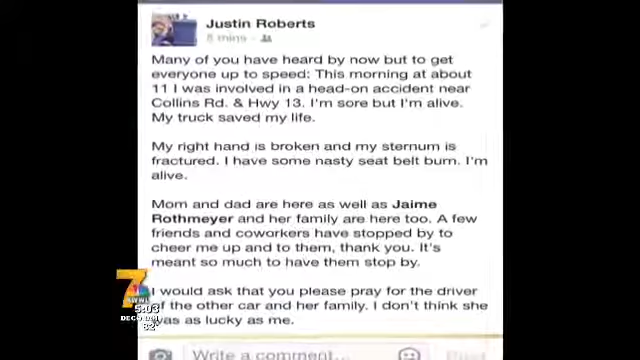 Justin Roberts
8 mins
Many of you have heard by now but to get
everyone up to speed: This morning at about
11 I was involved in a head-on accident near
Collins Rd. & Hwy 13. I'm sore but I'm alive.
My truck saved my life.
My right hand is broken and my sternum is
fractured. I have some nasty seat belt burn. I'm
alive.
Mom and dad are here as well as Jaime
Rothmeyer and her family are here too. A few
friends and coworkers have stopped by to
cheer me up and to them, thank you. It's
meant so much to have them stop by.
I would ask that you please pray for the driver
of the other car and her family. I don't think she
was as lucky as me.
7
KWWL
5:03
82°
Write a comment...
Post